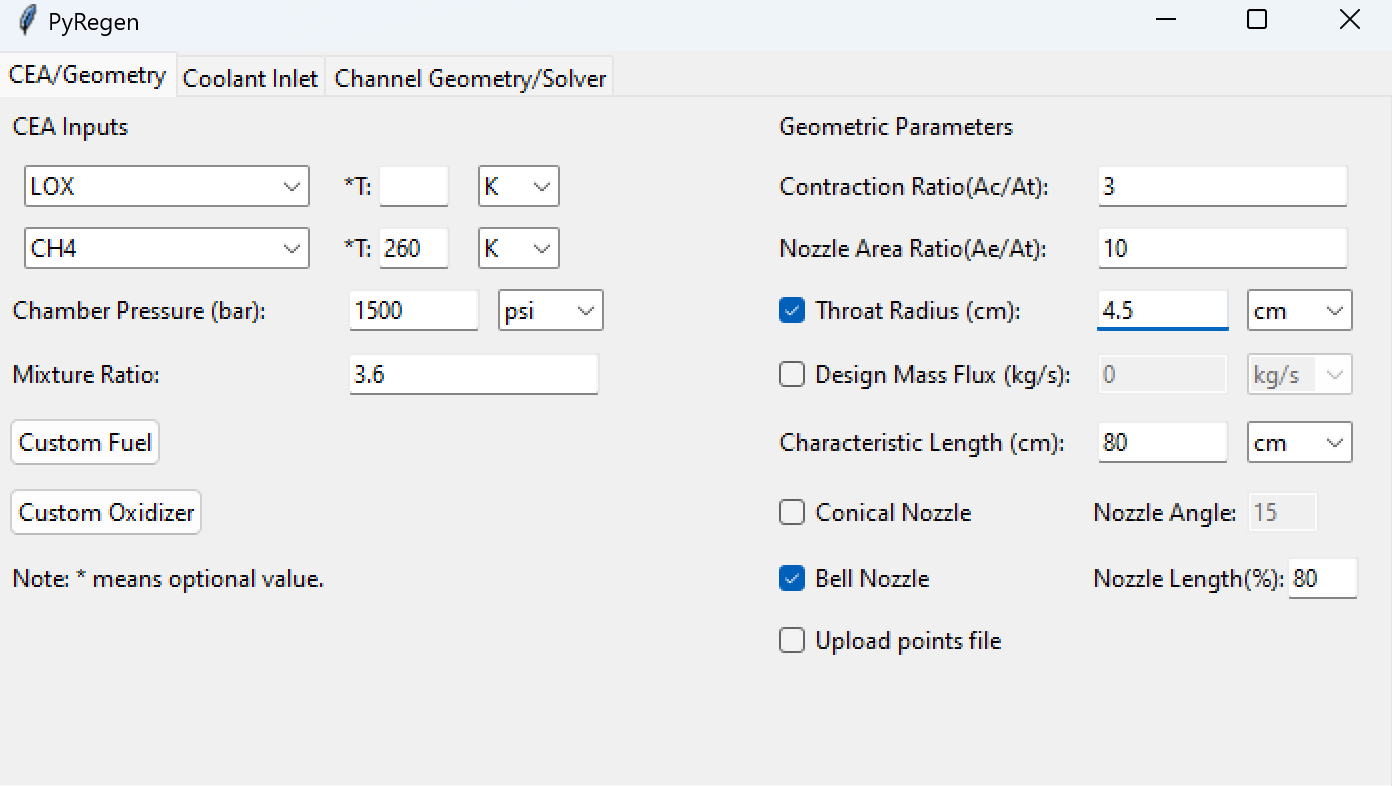 PyRegen
CEA/Geometry Coolant Inlet Channel Geometry/Solver
CEA Inputs
LOX *T: K
CH4 *T: 260 K
Chamber Pressure (bar): 1500 psi
Mixture Ratio: 3.6
Custom Fuel
Custom Oxidizer
Note: * means optional value.
Geometric Parameters
Contraction Ratio(Ac/At): 3
Nozzle Area Ratio(Ae/At): 10
Throat Radius (cm): 4.5 cm
Design Mass Flux (kg/s): 0 kg/s
Characteristic Length (cm): 80 cm
Conical Nozzle Nozzle Angle: 15
Bell Nozzle Nozzle Length(%): 80
Upload points file